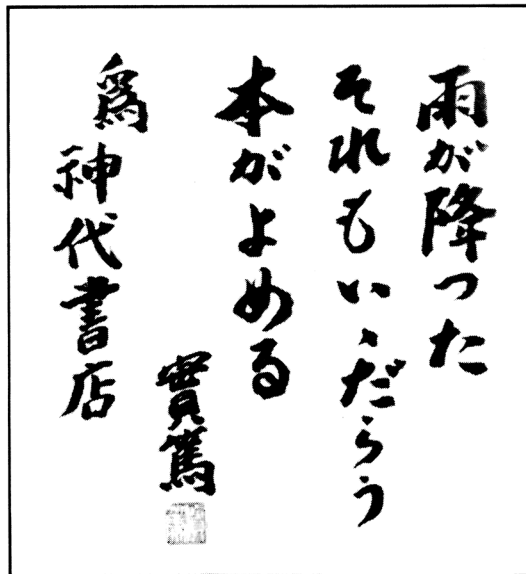 雨が降つた
それもいゝだらう
本がよめる
實篤
爲神代書店